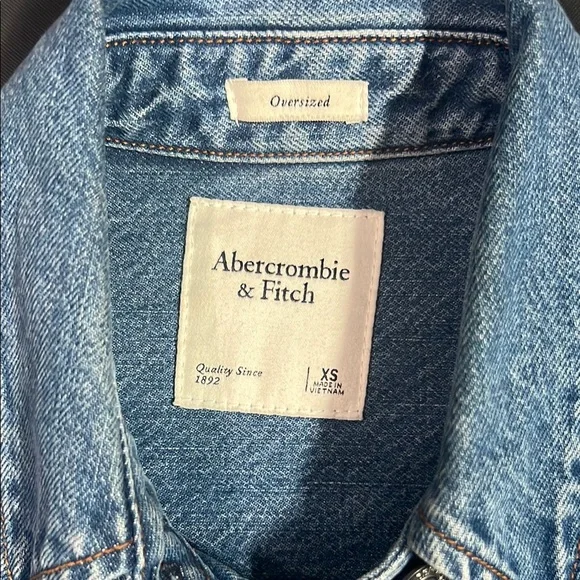 Oversized
Abercrombie
& Fitch
Quality Since
1892
XS
MADE IN
VIETNAM